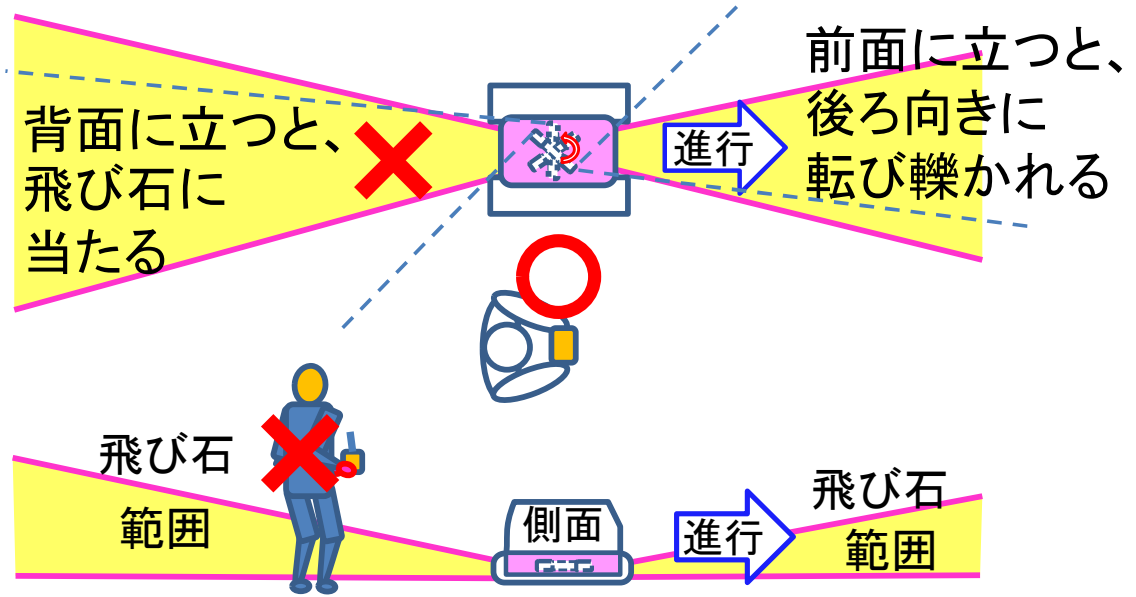 前面に立つと、
後ろ向きに
転び轢かれる
進行
背面に立つと、
飛び石に
当たる
飛び石
範囲
側面
進行
飛び石
範囲